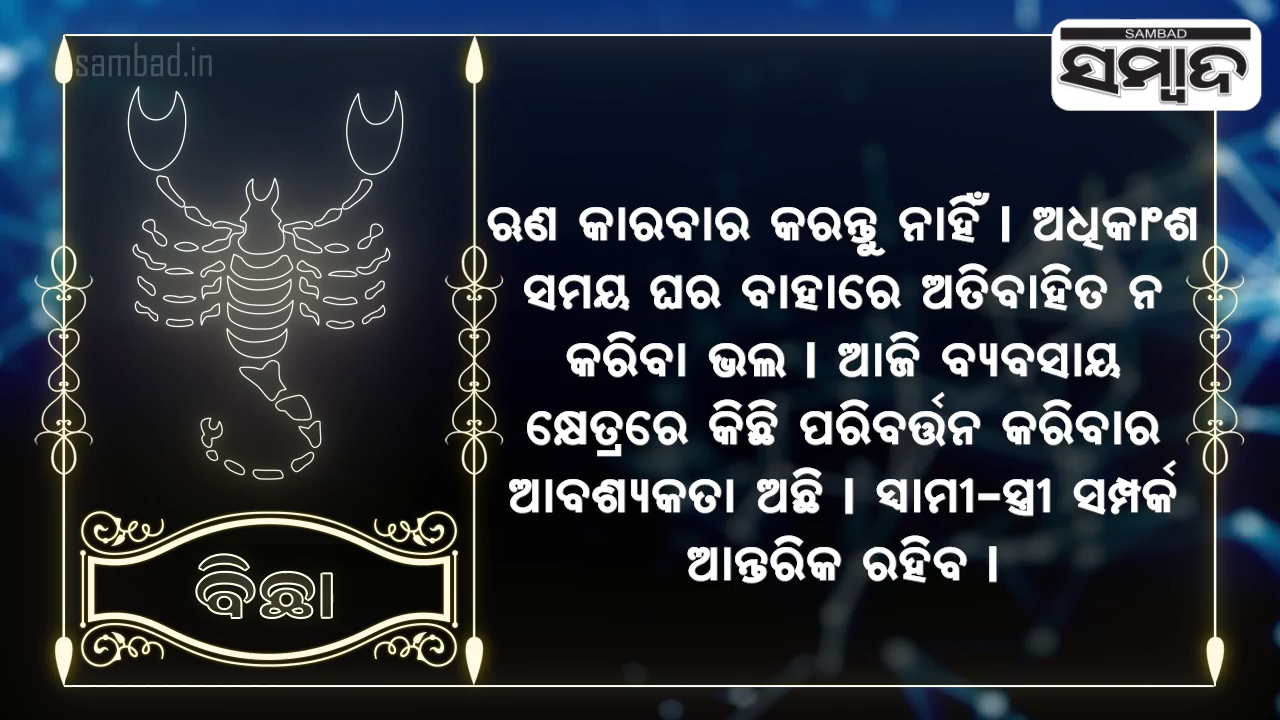 sambad.in
SAMBAD
ସମ୍ବାଦ
ଋଣ କାରବାର କରନ୍ତୁ ନାହିଁ | ଅଧିକାଂଶ
ସମୟ ଘର ବାହାରେ ଅତିବାହିତ ନ
କରିବା ଭଲ | ଆଜି ବ୍ୟବସାୟ
କ୍ଷେତ୍ରରେ କିଛି ପରିବର୍ତ୍ତନ କରିବାର
ଆବଶ୍ୟକତା ଅଛି | ସ୍ୱାମୀ-ସ୍ତ୍ରୀ ସମ୍ପର୍କ
ଆନ୍ତରିକ ରହିବ |
ବିଛା